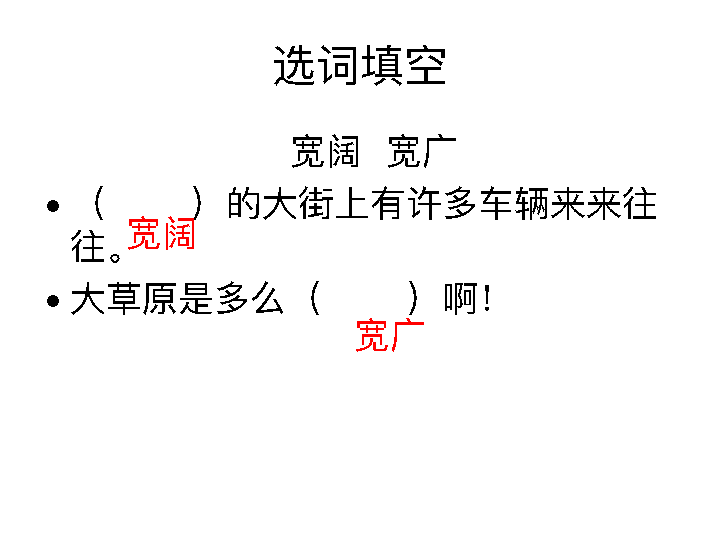 选词填空
宽阔 宽广
• （ ）的大街上有许多车辆来来往
往。宽阔
• 大草原是多么（ ）啊！
宽广